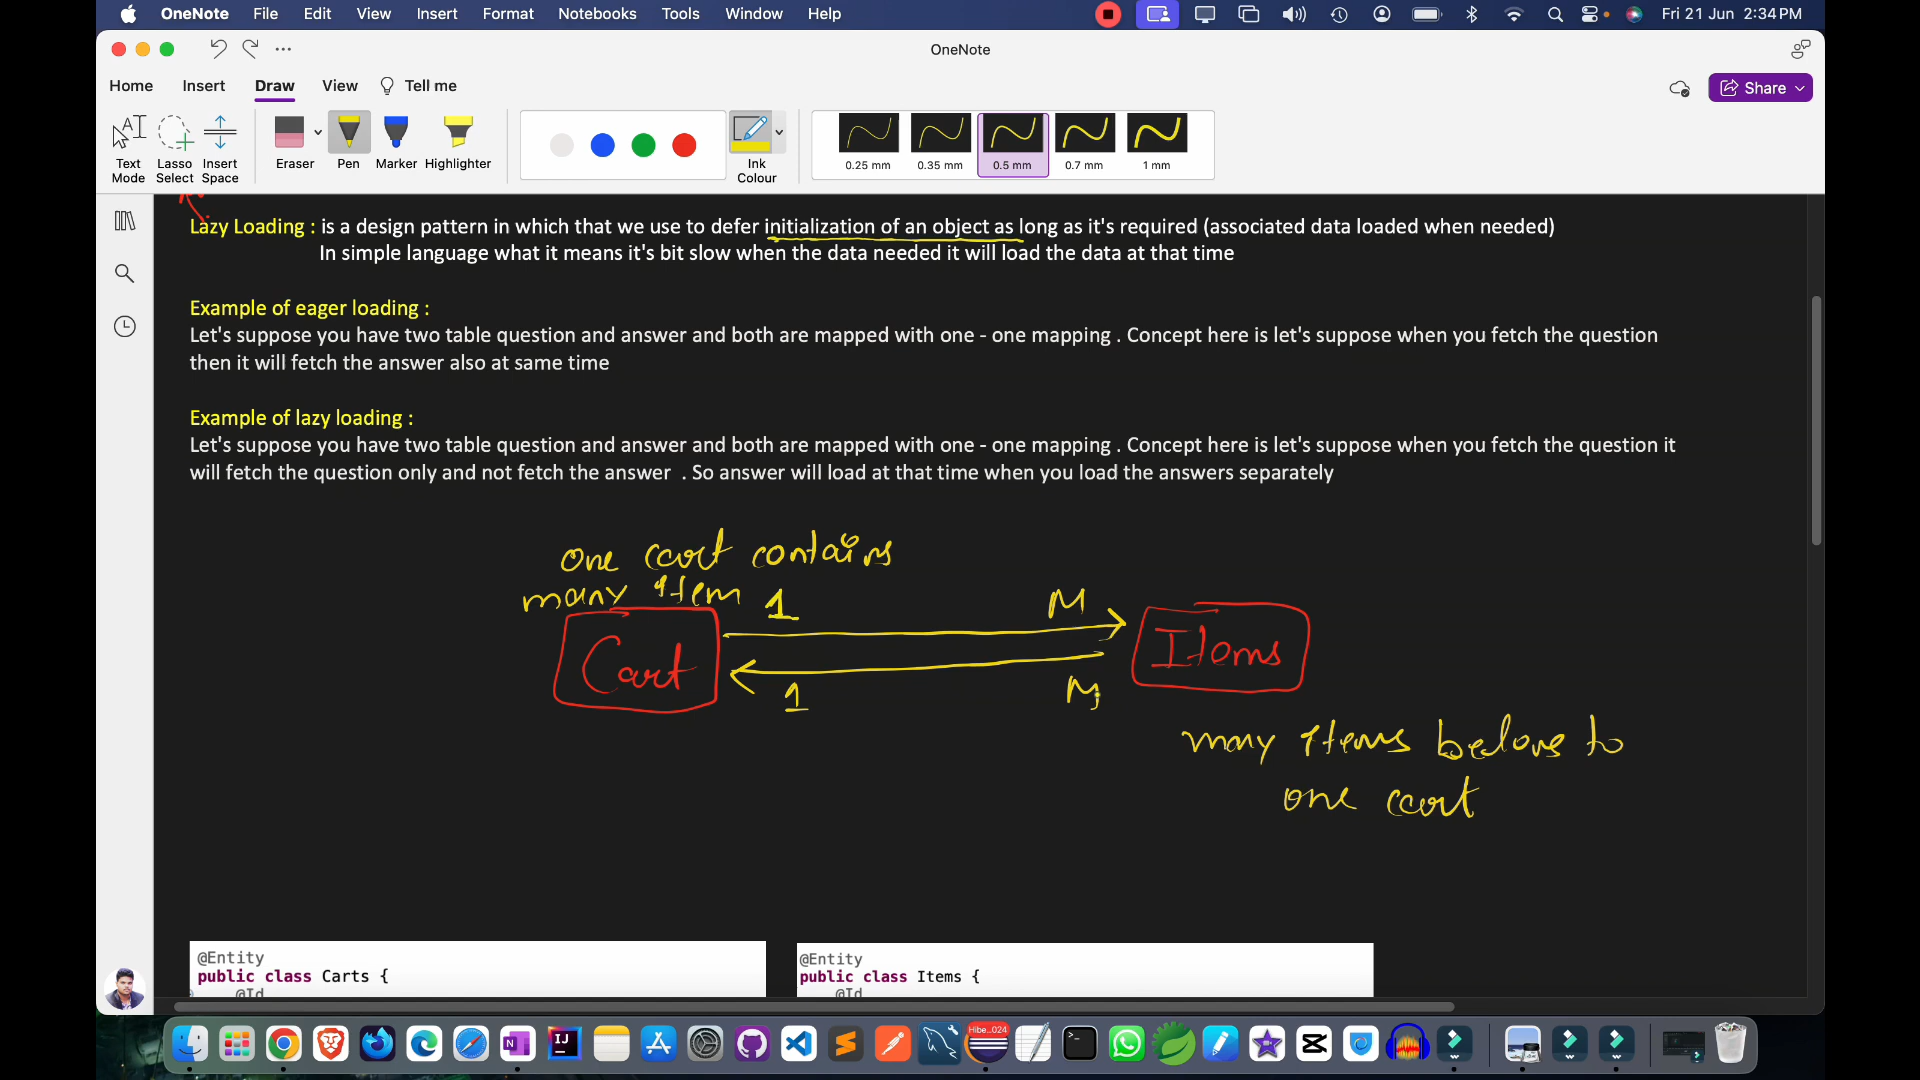 OneNote File Edit View Insert Format Notebooks Tools Window Help Fri 21 Jun 2:34 PM
OneNote
Home Insert Draw View Tell me Share
Text Mode
Lasso Select
Insert Space
Eraser
Pen
Marker
Highlighter
Ink Colour
0.25 mm 0.35 mm 0.5 mm 0.7 mm 1 mm
Lazy Loading : is a design pattern in which that we use to defer initialization of an object as long as it's required (associated data loaded when needed)
In simple language what it means it's bit slow when the data needed it will load the data at that time
Example of eager loading :
Let's suppose you have two table question and answer and both are mapped with one - one mapping . Concept here is let's suppose when you fetch the question
then it will fetch the answer also at same time
Example of lazy loading :
Let's suppose you have two table question and answer and both are mapped with one - one mapping . Concept here is let's suppose when you fetch the question it
will fetch the question only and not fetch the answer . So answer will load at that time when you load the answers separately
one cart contains
many item 1 M
Cart Items
1 M
many items belong to
one cart
@Entity
public class Carts {
@Id
@Entity
public class Items {
@Id
Hibe...024